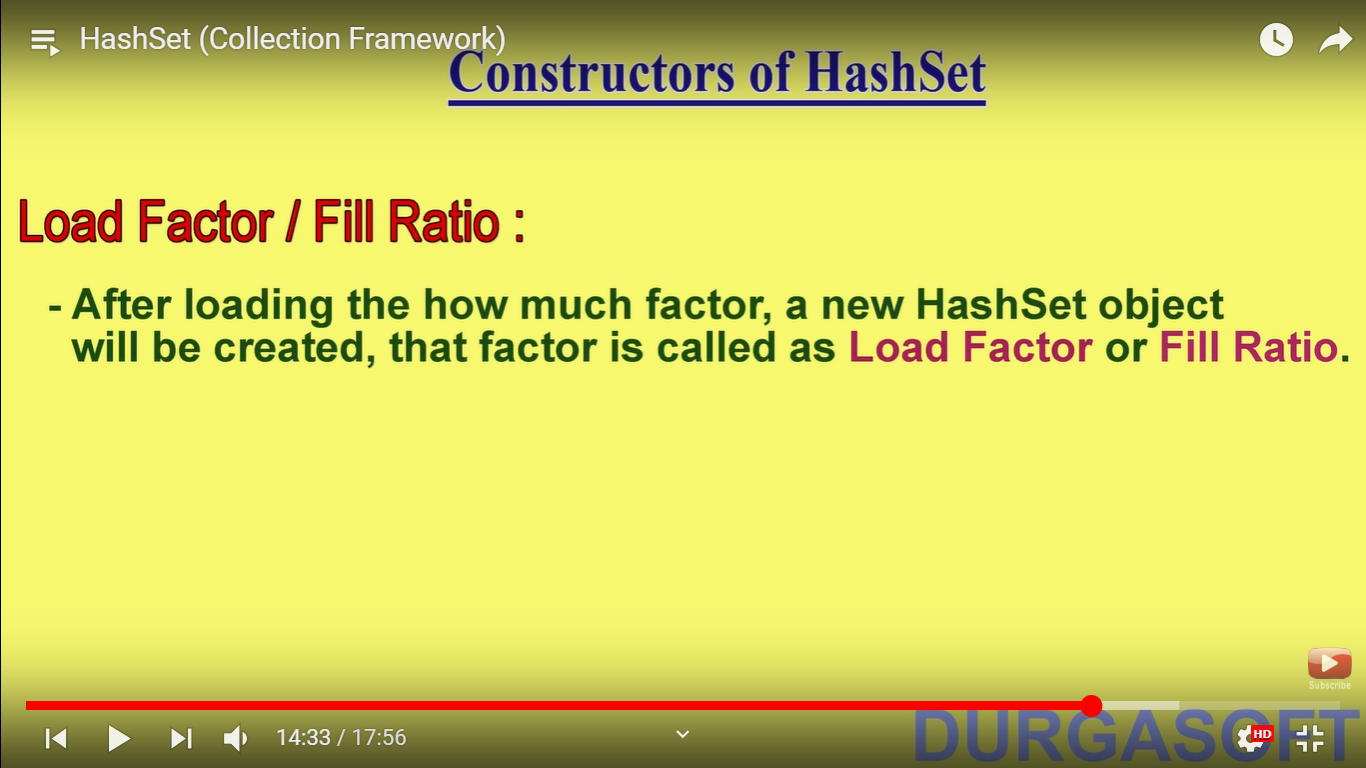 HashSet (Collection Framework)
Constructors of HashSet
Load Factor / Fill Ratio :
- After loading the how much factor, a new HashSet object
will be created, that factor is called as Load Factor or Fill Ratio.
Subscribe
DURGASOFT
14:33 / 17:56
HD